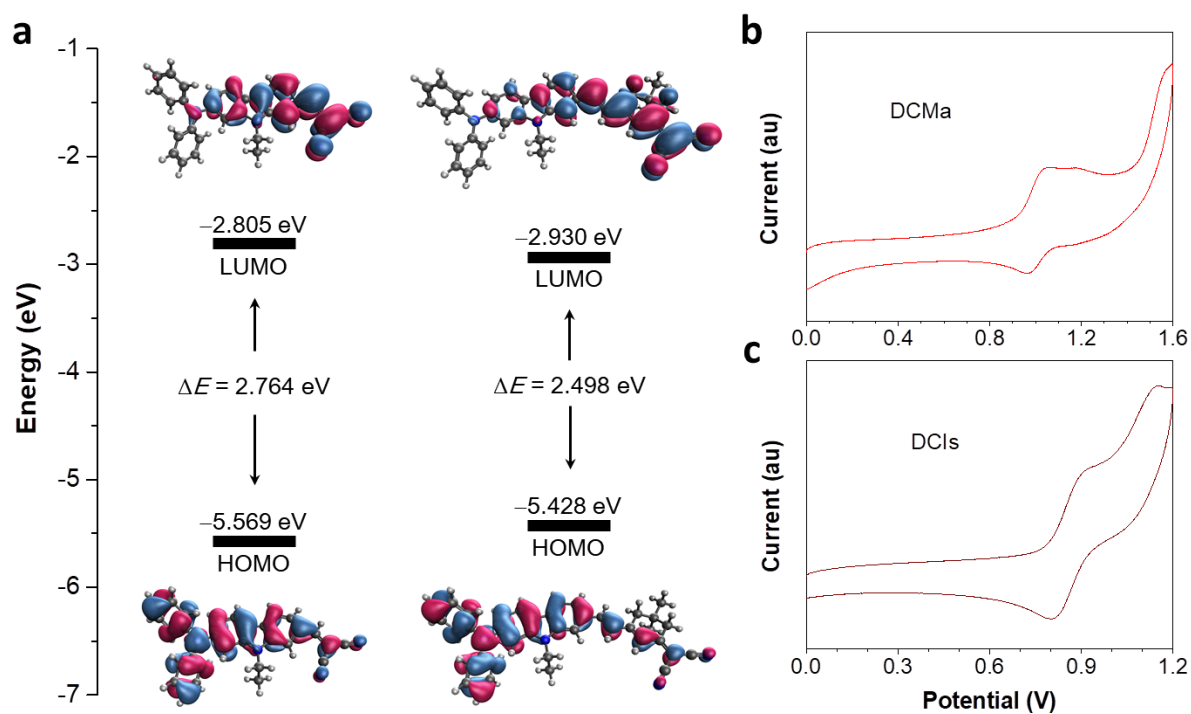 a
Energy (eV)
-1
-2
-3
-4
-5
-6
-7
−2.805 eV
LUMO
ΔE = 2.764 eV
−5.569 eV
HOMO
−2.930 eV
LUMO
ΔE = 2.498 eV
−5.428 eV
HOMO
b
DCMa
Current (au)
0.0 0.4 0.8 1.2 1.6
c
DCIs
Current (au)
0.0 0.3 0.6 0.9 1.2
Potential (V)